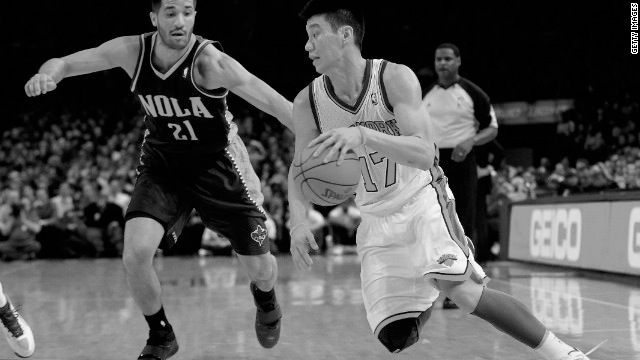 GETTY IMAGES
NOLA
21
17
SPALDING
GEICO